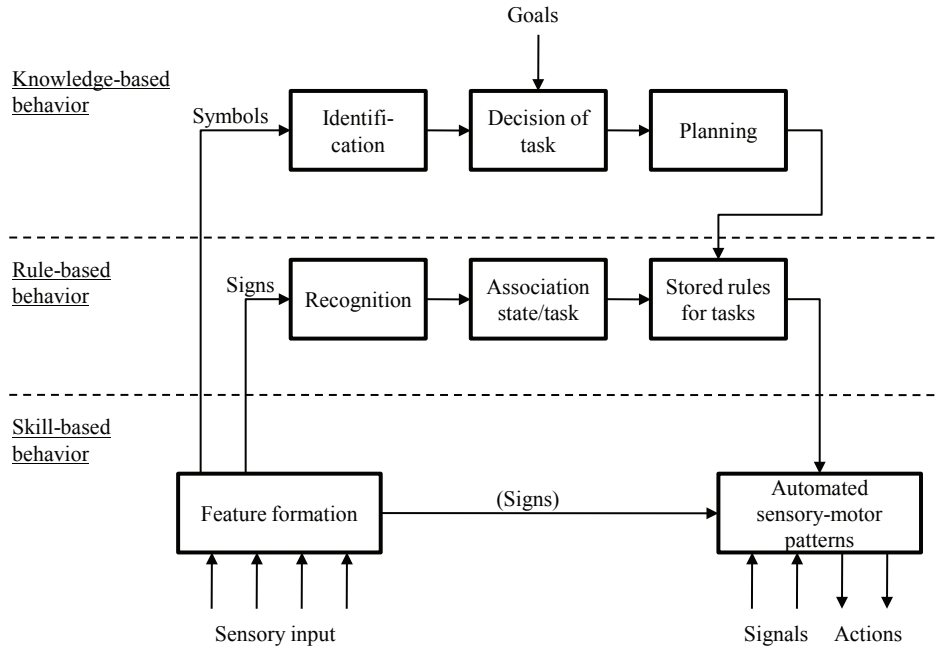 Goals
Knowledge-based
behavior
Symbols
Identifi-
cation
Decision of
task
Planning
Rule-based
behavior
Signs
Recognition
Association
state/task
Stored rules
for tasks
Skill-based
behavior
Feature formation
(Signs)
Automated
sensory-motor
patterns
Sensory input
Signals
Actions